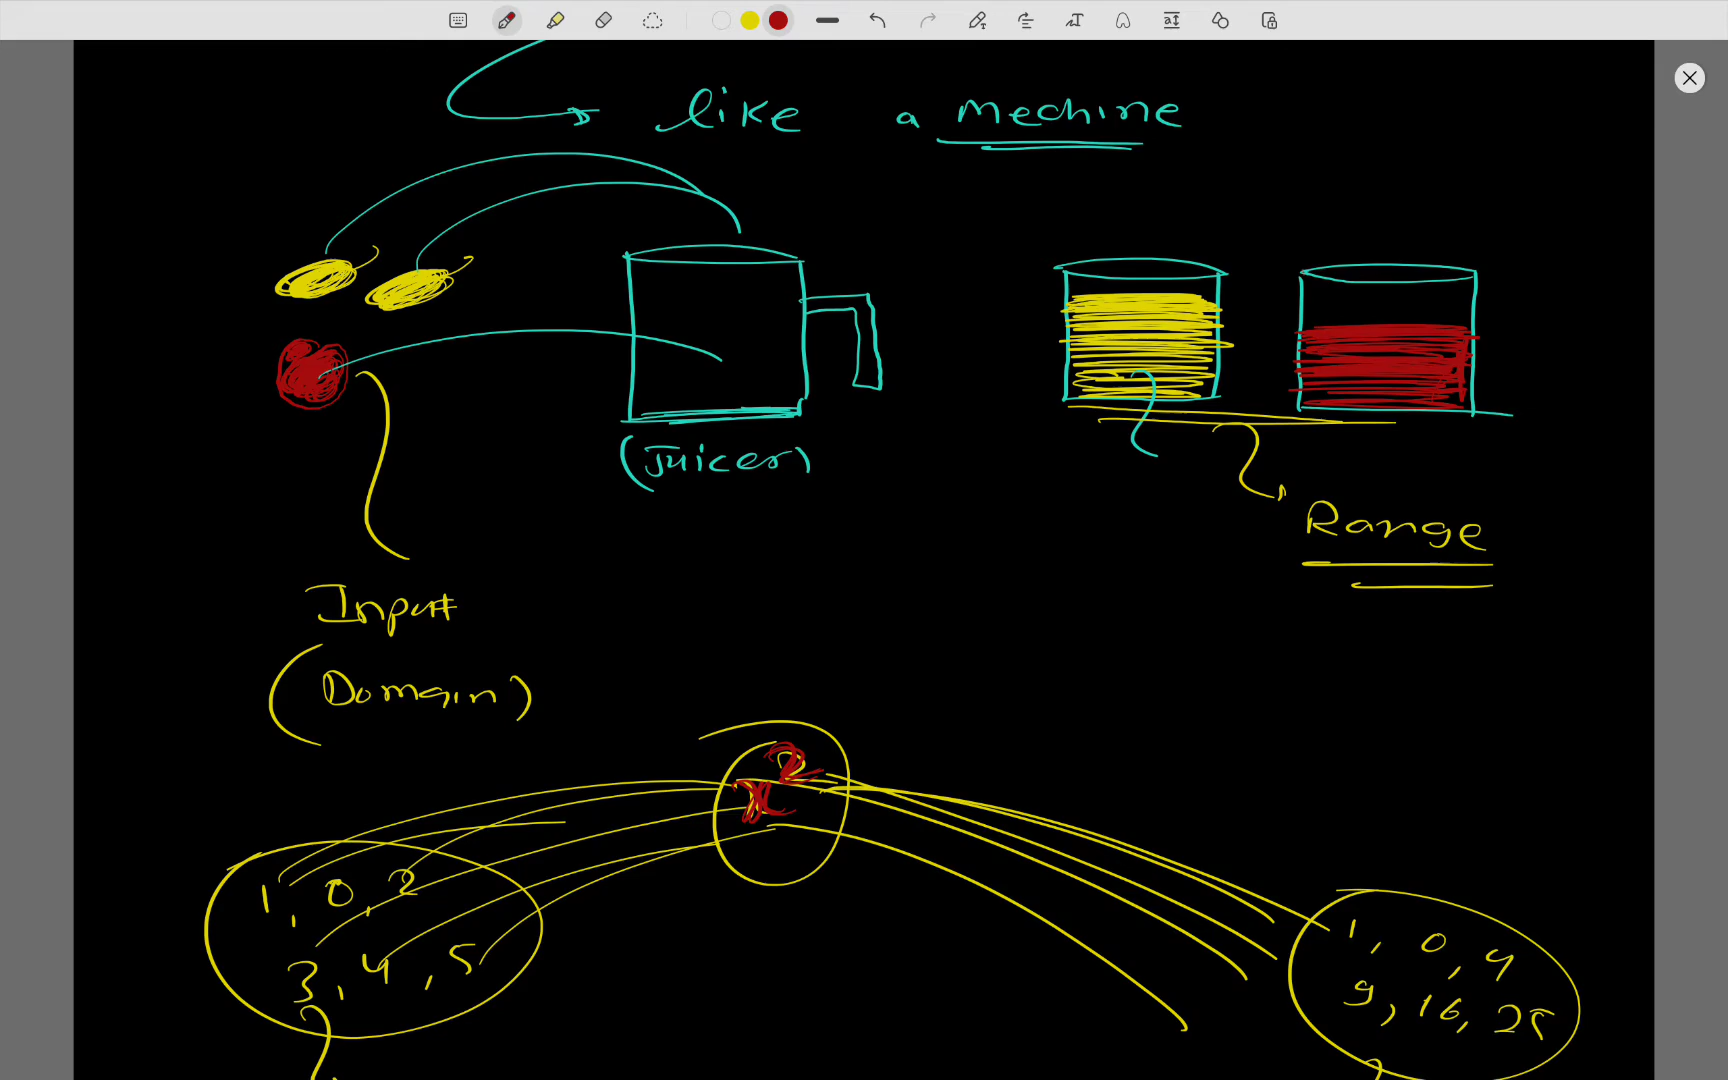 like a mechine
(Juicer)
Range
Input
(Domain)
x²
1, 0, 2
3, 4, 5
1, 0, 4
9, 16, 25